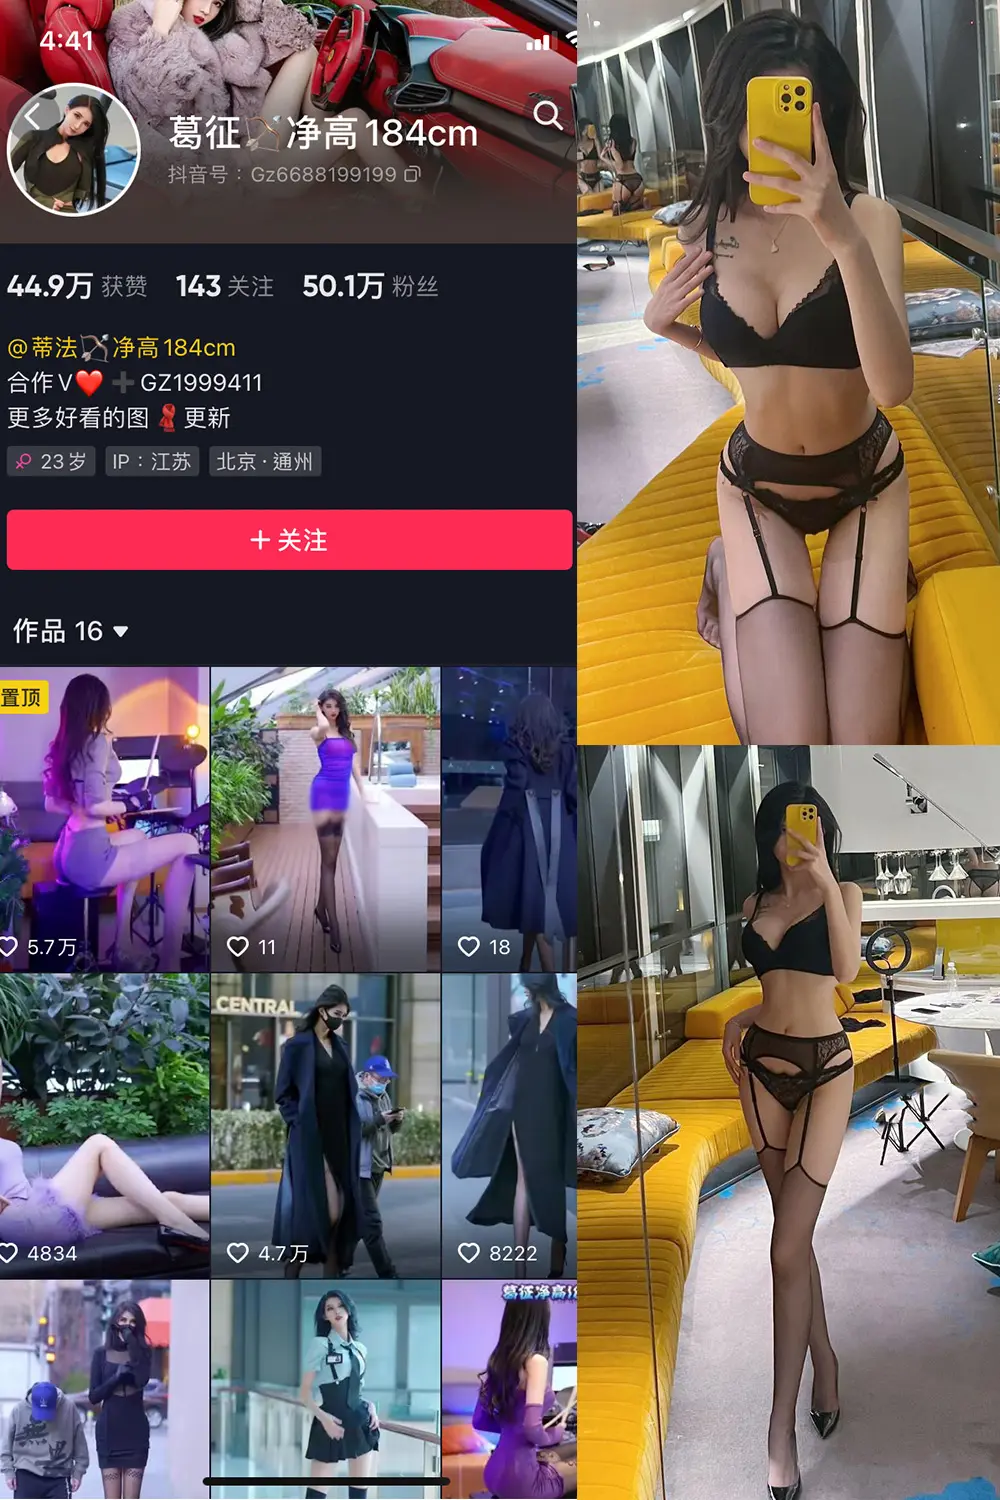 4:41
葛征🏹净高184cm
抖音号：Gz6688199199
44.9万 获赞 143 关注 50.1万 粉丝
@蒂法🏹净高184cm
合作V❤️➕GZ1999411
更多好看的图🧣更新
♀ 23岁 IP：江苏 北京·通州
+ 关注
作品 16
置顶
5.7万 11 18
CENTRAL
4834 4.7万 8222
葛征净高